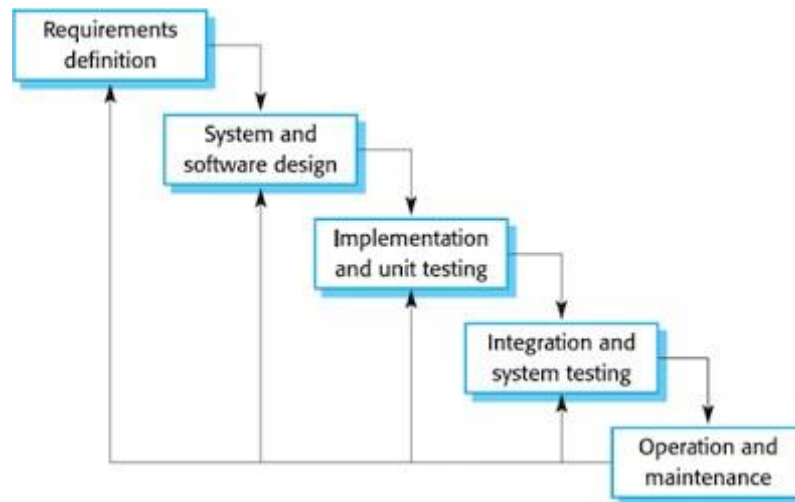 Requirements
definition
System and
software design
Implementation
and unit testing
Integration and
system testing
Operation and
maintenance